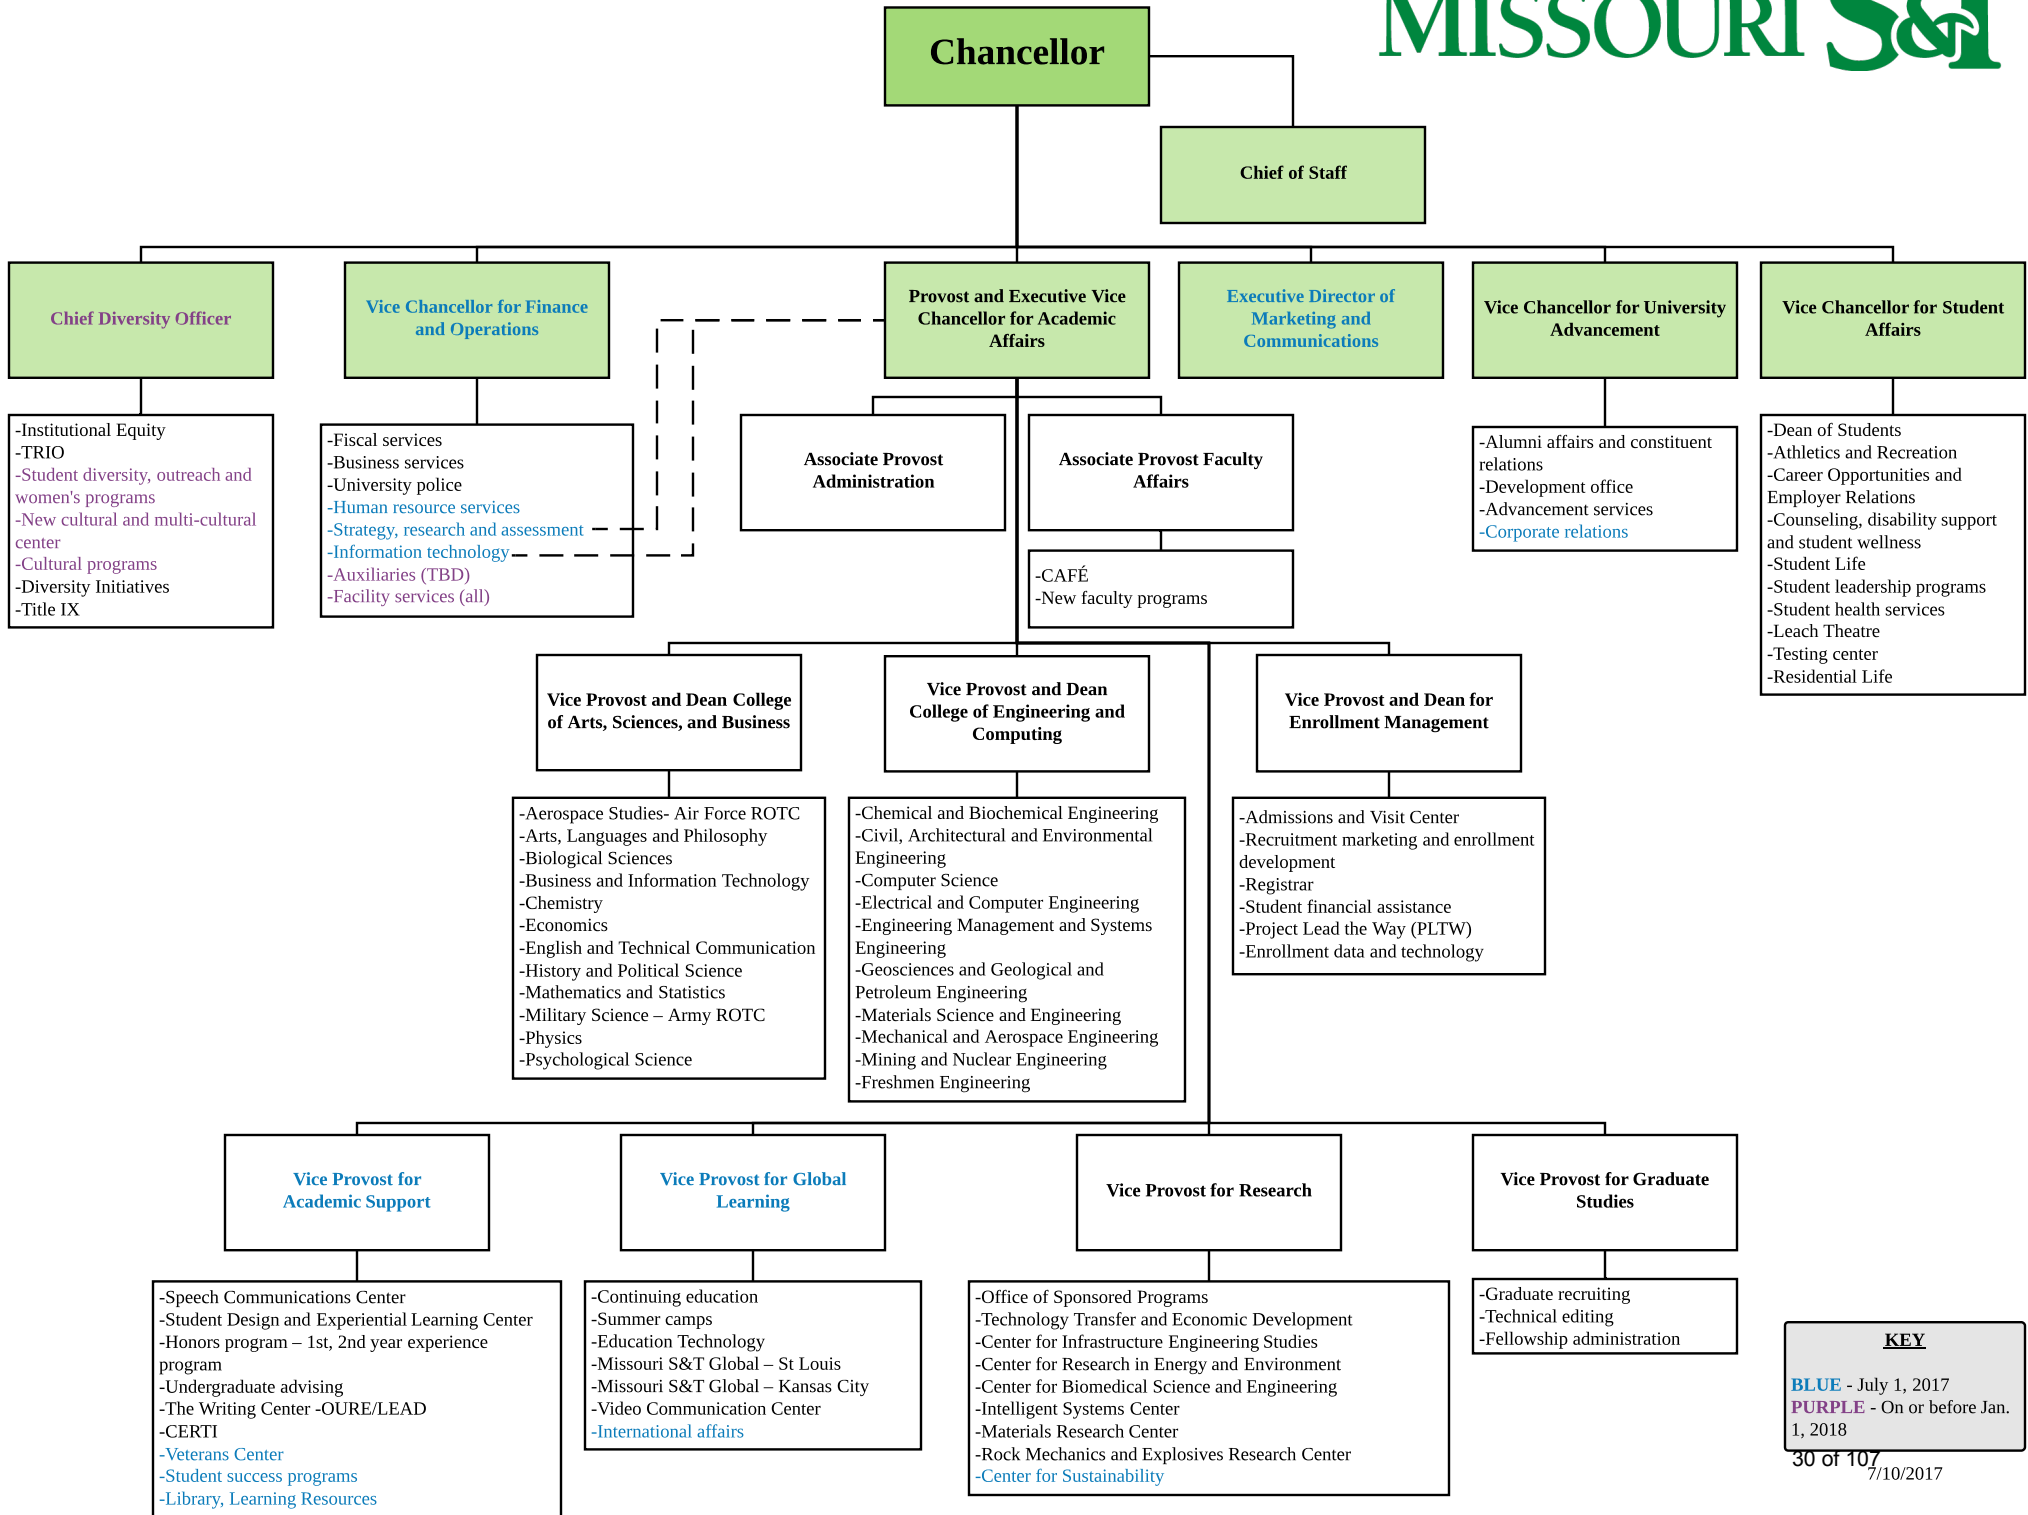 MISSOURI S&T
Chancellor
Chief of Staff
Chief Diversity Officer
Vice Chancellor for Finance
and Operations
Provost and Executive Vice
Chancellor for Academic
Affairs
Executive Director of
Marketing and
Communications
Vice Chancellor for University
Advancement
Vice Chancellor for Student
Affairs
-Institutional Equity
-TRIO
-Student diversity, outreach and
women's programs
-New cultural and multi-cultural
center
-Cultural programs
-Diversity Initiatives
-Title IX
-Fiscal services
-Business services
-University police
-Human resource services
-Strategy, research and assessment
-Information technology
-Auxiliaries (TBD)
-Facility services (all)
Associate Provost
Administration
Associate Provost Faculty
Affairs
-CAFÉ
-New faculty programs
-Alumni affairs and constituent
relations
-Development office
-Advancement services
-Corporate relations
-Dean of Students
-Athletics and Recreation
-Career Opportunities and
Employer Relations
-Counseling, disability support
and student wellness
-Student Life
-Student leadership programs
-Student health services
-Leach Theatre
-Testing center
-Residential Life
Vice Provost and Dean College
of Arts, Sciences, and Business
Vice Provost and Dean
College of Engineering and
Computing
Vice Provost and Dean for
Enrollment Management
-Aerospace Studies- Air Force ROTC
-Arts, Languages and Philosophy
-Biological Sciences
-Business and Information Technology
-Chemistry
-Economics
-English and Technical Communication
-History and Political Science
-Mathematics and Statistics
-Military Science – Army ROTC
-Physics
-Psychological Science
-Chemical and Biochemical Engineering
-Civil, Architectural and Environmental
Engineering
-Computer Science
-Electrical and Computer Engineering
-Engineering Management and Systems
Engineering
-Geosciences and Geological and
Petroleum Engineering
-Materials Science and Engineering
-Mechanical and Aerospace Engineering
-Mining and Nuclear Engineering
-Freshmen Engineering
-Admissions and Visit Center
-Recruitment marketing and enrollment
development
-Registrar
-Student financial assistance
-Project Lead the Way (PLTW)
-Enrollment data and technology
Vice Provost for
Academic Support
Vice Provost for Global
Learning
Vice Provost for Research
Vice Provost for Graduate
Studies
-Speech Communications Center
-Student Design and Experiential Learning Center
-Honors program – 1st, 2nd year experience
program
-Undergraduate advising
-The Writing Center -OURE/LEAD
-CERTI
-Veterans Center
-Student success programs
-Library, Learning Resources
-Continuing education
-Summer camps
-Education Technology
-Missouri S&T Global – St Louis
-Missouri S&T Global – Kansas City
-Video Communication Center
-International affairs
-Office of Sponsored Programs
-Technology Transfer and Economic Development
-Center for Infrastructure Engineering Studies
-Center for Research in Energy and Environment
-Center for Biomedical Science and Engineering
-Intelligent Systems Center
-Materials Research Center
-Rock Mechanics and Explosives Research Center
-Center for Sustainability
-Graduate recruiting
-Technical editing
-Fellowship administration
KEY
BLUE - July 1, 2017
PURPLE - On or before Jan.
1, 2018
30 of 107
7/10/2017